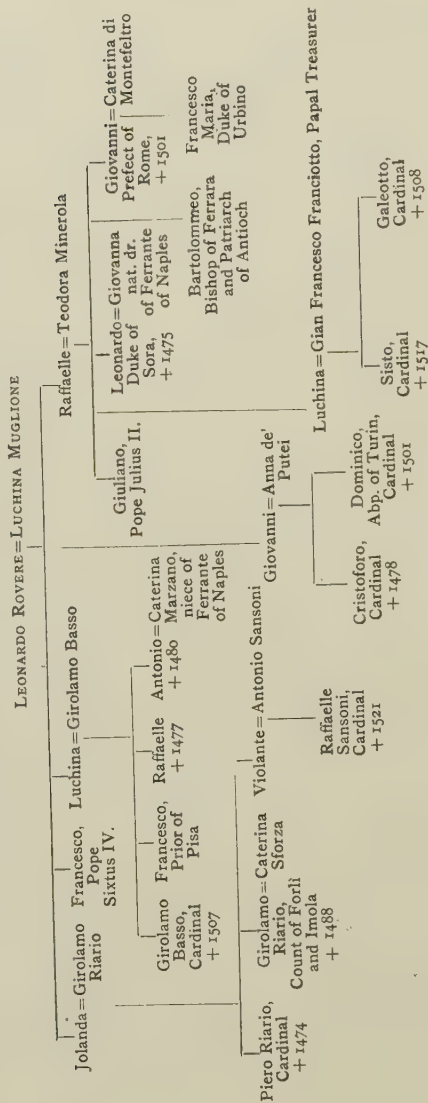 LEONARDO ROVERE=LUCHINA MUGLIONE
Jolanda=Girolamo
Riario
Francesco,
Pope
Sixtus IV.
Luchina=Girolamo Basso
Raffaelle=Teodora Minerola
Girolamo
Basso,
Cardinal
+1507
Francesco,
Prior of
Pisa
Raffaelle
+1477
Antonio=Caterina
+1480 Marzano,
niece of
Ferrante
of Naples
Giuliano,
Pope Julius II.
Leonardo=Giovanna
Duke of nat. dr.
Sora, of Ferrante
+1475 of Naples
Giovanni=Caterina di
Prefect of Montefeltro
Rome,
+1501
Bartolommeo,
Bishop of Ferrara
and Patriarch
of Antioch
Francesco
Maria,
Duke of
Urbino
Piero Riario,
Cardinal
+1474
Girolamo=Caterina
Riario, Sforza
Count of Forlì
and Imola
+1488
Violante=Antonio Sansoni
Giovanni=Anna de'
Putei
Luchina=Gian Francesco Franciotto, Papal Treasurer
Raffaelle
Sansoni,
Cardinal
+1521
Cristoforo,
Cardinal
+1478
Dominico,
Abp. of Turin,
Cardinal
+1501
Sisto,
Cardinal
+1517
Galeotto,
Cardinal
+1508